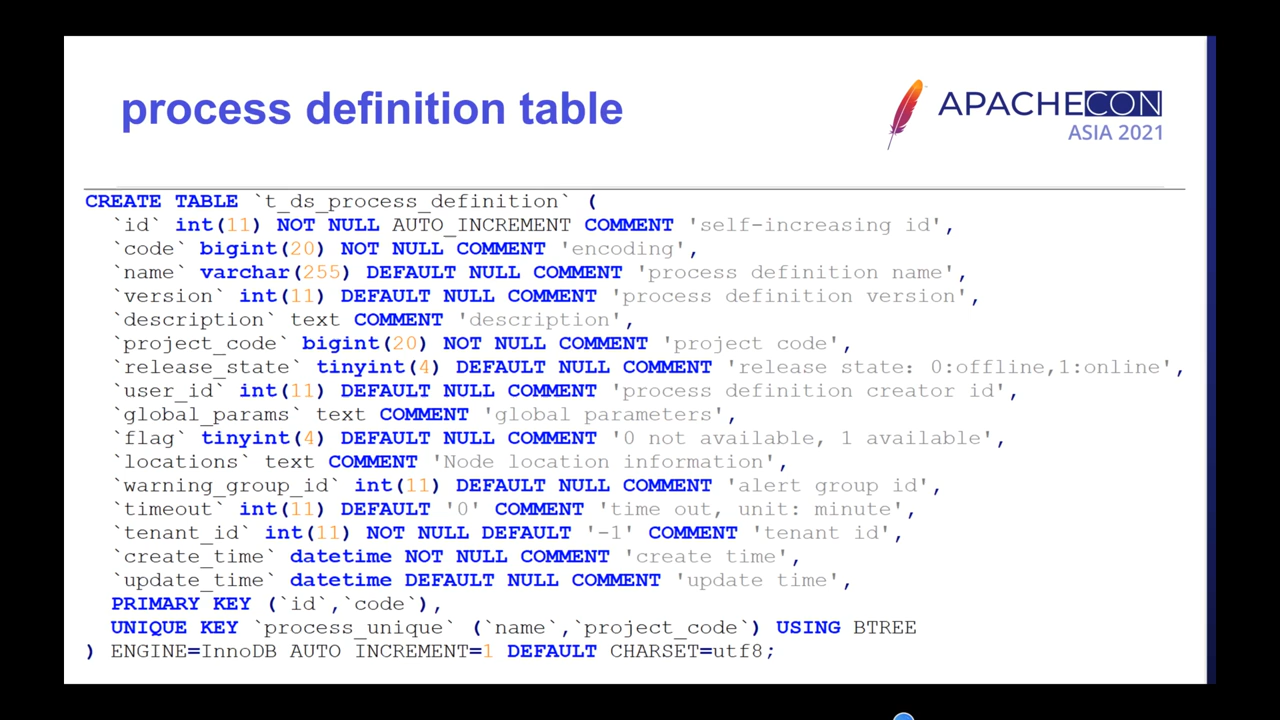 process definition table
APACHECON
ASIA 2021
CREATE TABLE `t_ds_process_definition` (
`id` int(11) NOT NULL AUTO_INCREMENT COMMENT 'self-increasing id',
`code` bigint(20) NOT NULL COMMENT 'encoding',
`name` varchar(255) DEFAULT NULL COMMENT 'process definition name',
`version` int(11) DEFAULT NULL COMMENT 'process definition version',
`description` text COMMENT 'description',
`project_code` bigint(20) NOT NULL COMMENT 'project code',
`release_state` tinyint(4) DEFAULT NULL COMMENT 'release state: 0:offline,1:online',
`user_id` int(11) DEFAULT NULL COMMENT 'process definition creator id',
`global_params` text COMMENT 'global parameters',
`flag` tinyint(4) DEFAULT NULL COMMENT '0 not available, 1 available',
`locations` text COMMENT 'Node location information',
`warning_group_id` int(11) DEFAULT NULL COMMENT 'alert group id',
`timeout` int(11) DEFAULT '0' COMMENT 'time out, unit: minute',
`tenant_id` int(11) NOT NULL DEFAULT '-1' COMMENT 'tenant id',
`create_time` datetime NOT NULL COMMENT 'create time',
`update_time` datetime DEFAULT NULL COMMENT 'update time',
PRIMARY KEY (`id`,`code`),
UNIQUE KEY `process_unique` (`name`,`project_code`) USING BTREE
) ENGINE=InnoDB AUTO_INCREMENT=1 DEFAULT CHARSET=utf8;